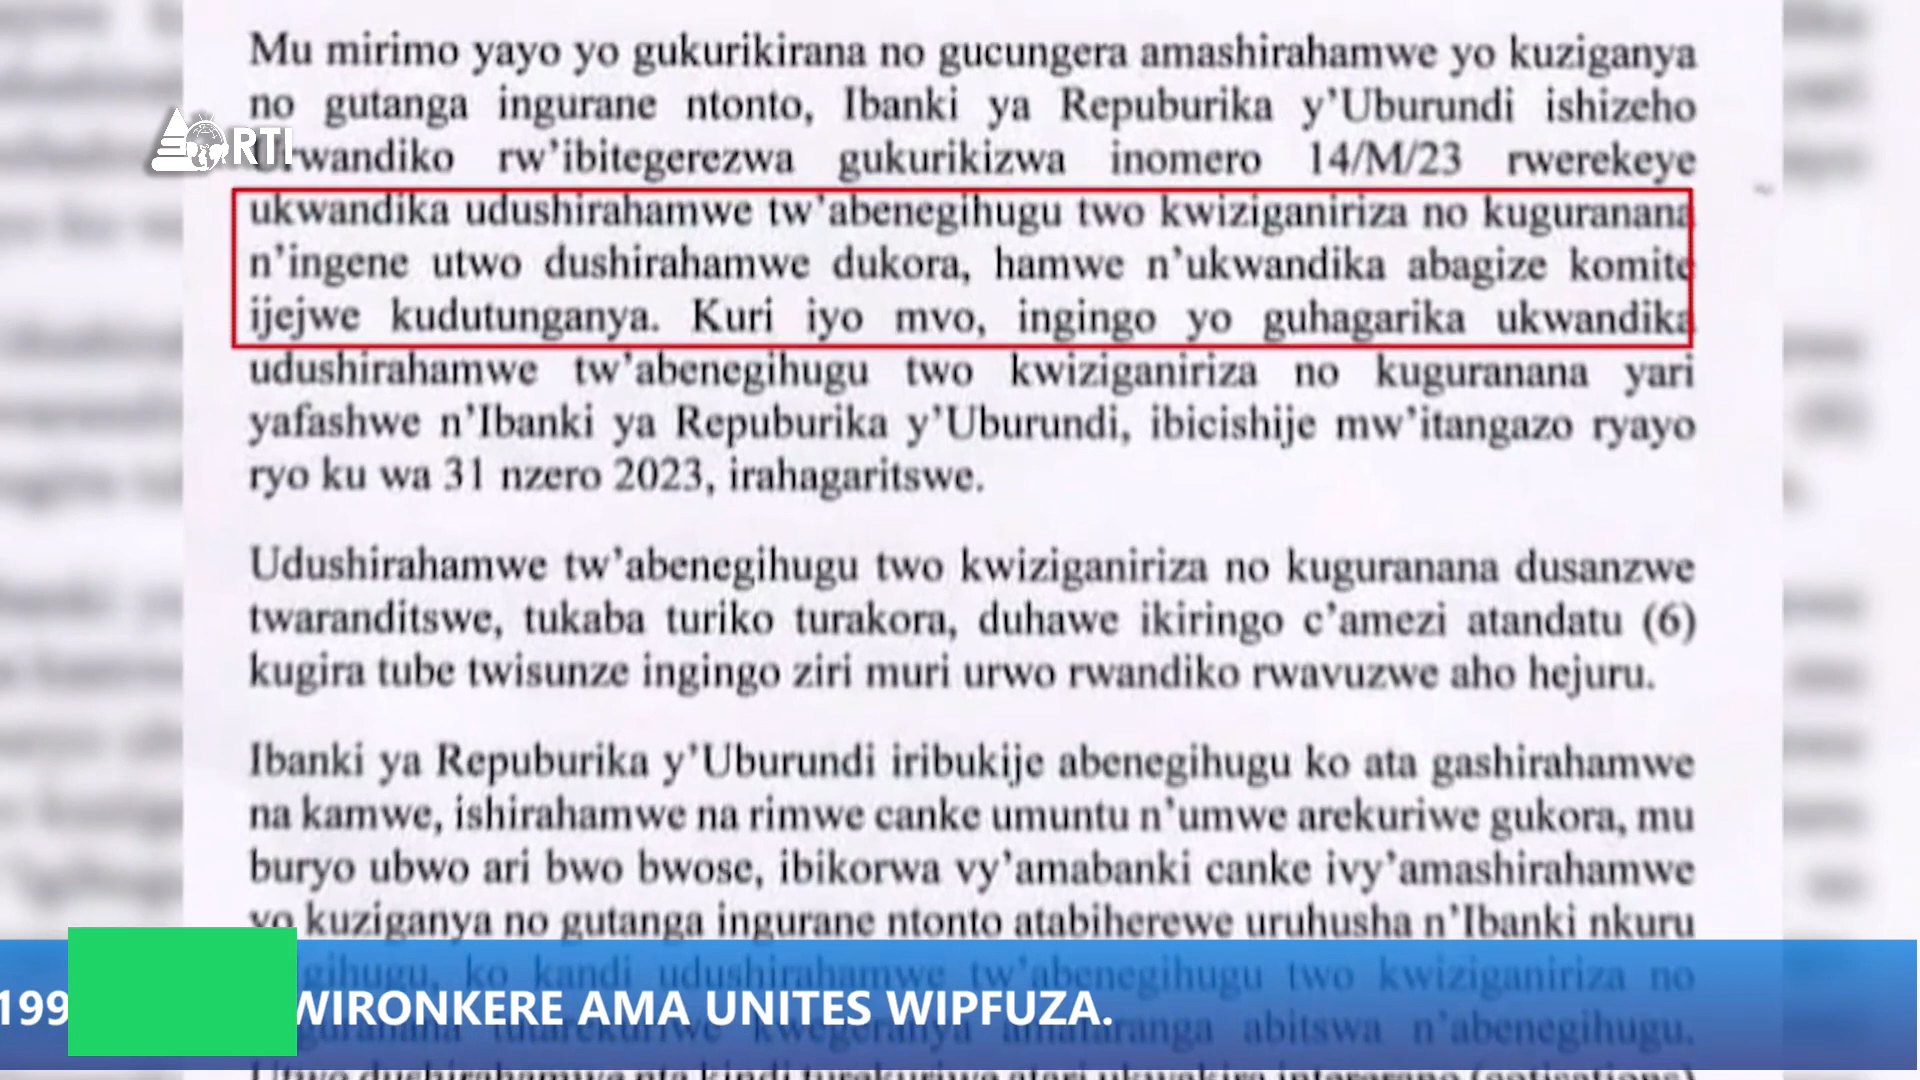 Mu mirimo yayo yo gukurikirana no gucungera amashirahamwe yo kuziganya
no gutanga ingurane ntonto, Ibanki ya Repuburika y’Uburundi ishizeho
RTI
rw’ibitegerezwa gukurikizwa inomero 14/M/23 rwerekeye
ukwandika udushirahamwe tw’abenegihugu two kwiziganiriza no kuguranana
n’ingene utwo dushirahamwe dukora, hamwe n’ukwandika abagize komite
ijejwe kudutunganya. Kuri iyo mvo, ingingo yo guhagarika ukwandika
udushirahamwe tw’abenegihugu two kwiziganiriza no kuguranana yari
yafashwe n’Ibanki ya Repuburika y’Uburundi, ibicishije mw’itangazo ryayo
ryo ku wa 31 nzero 2023, irahagaritswe.
Udushirahamwe tw’abenegihugu two kwiziganiriza no kuguranana dusanzwe
twaranditswe, tukaba turiko turakora, duhawe ikiringo c’amezi atandatu (6)
kugira tube twisunze ingingo ziri muri urwo rwandiko rwavuzwe aho hejuru.
Ibanki ya Repuburika y’Uburundi iribukije abenegihugu ko ata gashirahamwe
na kamwe, ishirahamwe na rimwe canke umuntu n’umwe arekuriwe gukora, mu
buryo ubwo ari bwo bwose, ibikorwa vy’amabanki canke ivy’amashirahamwe
yo kuziganya no gutanga ingurane ntonto atabiherewe uruhusha n’Ibanki nkuru
ko kandi udushirahamwe tw’abenegihugu two kwiziganiriza no
abitswa n’abenegihugu.
199 WIRONKERE AMA UNITES WIPFUZA.